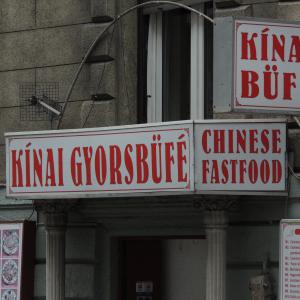 KÍNA
BÜF
KÍNAI GYORSBÜFÉ
CHINESE
FASTFOOD